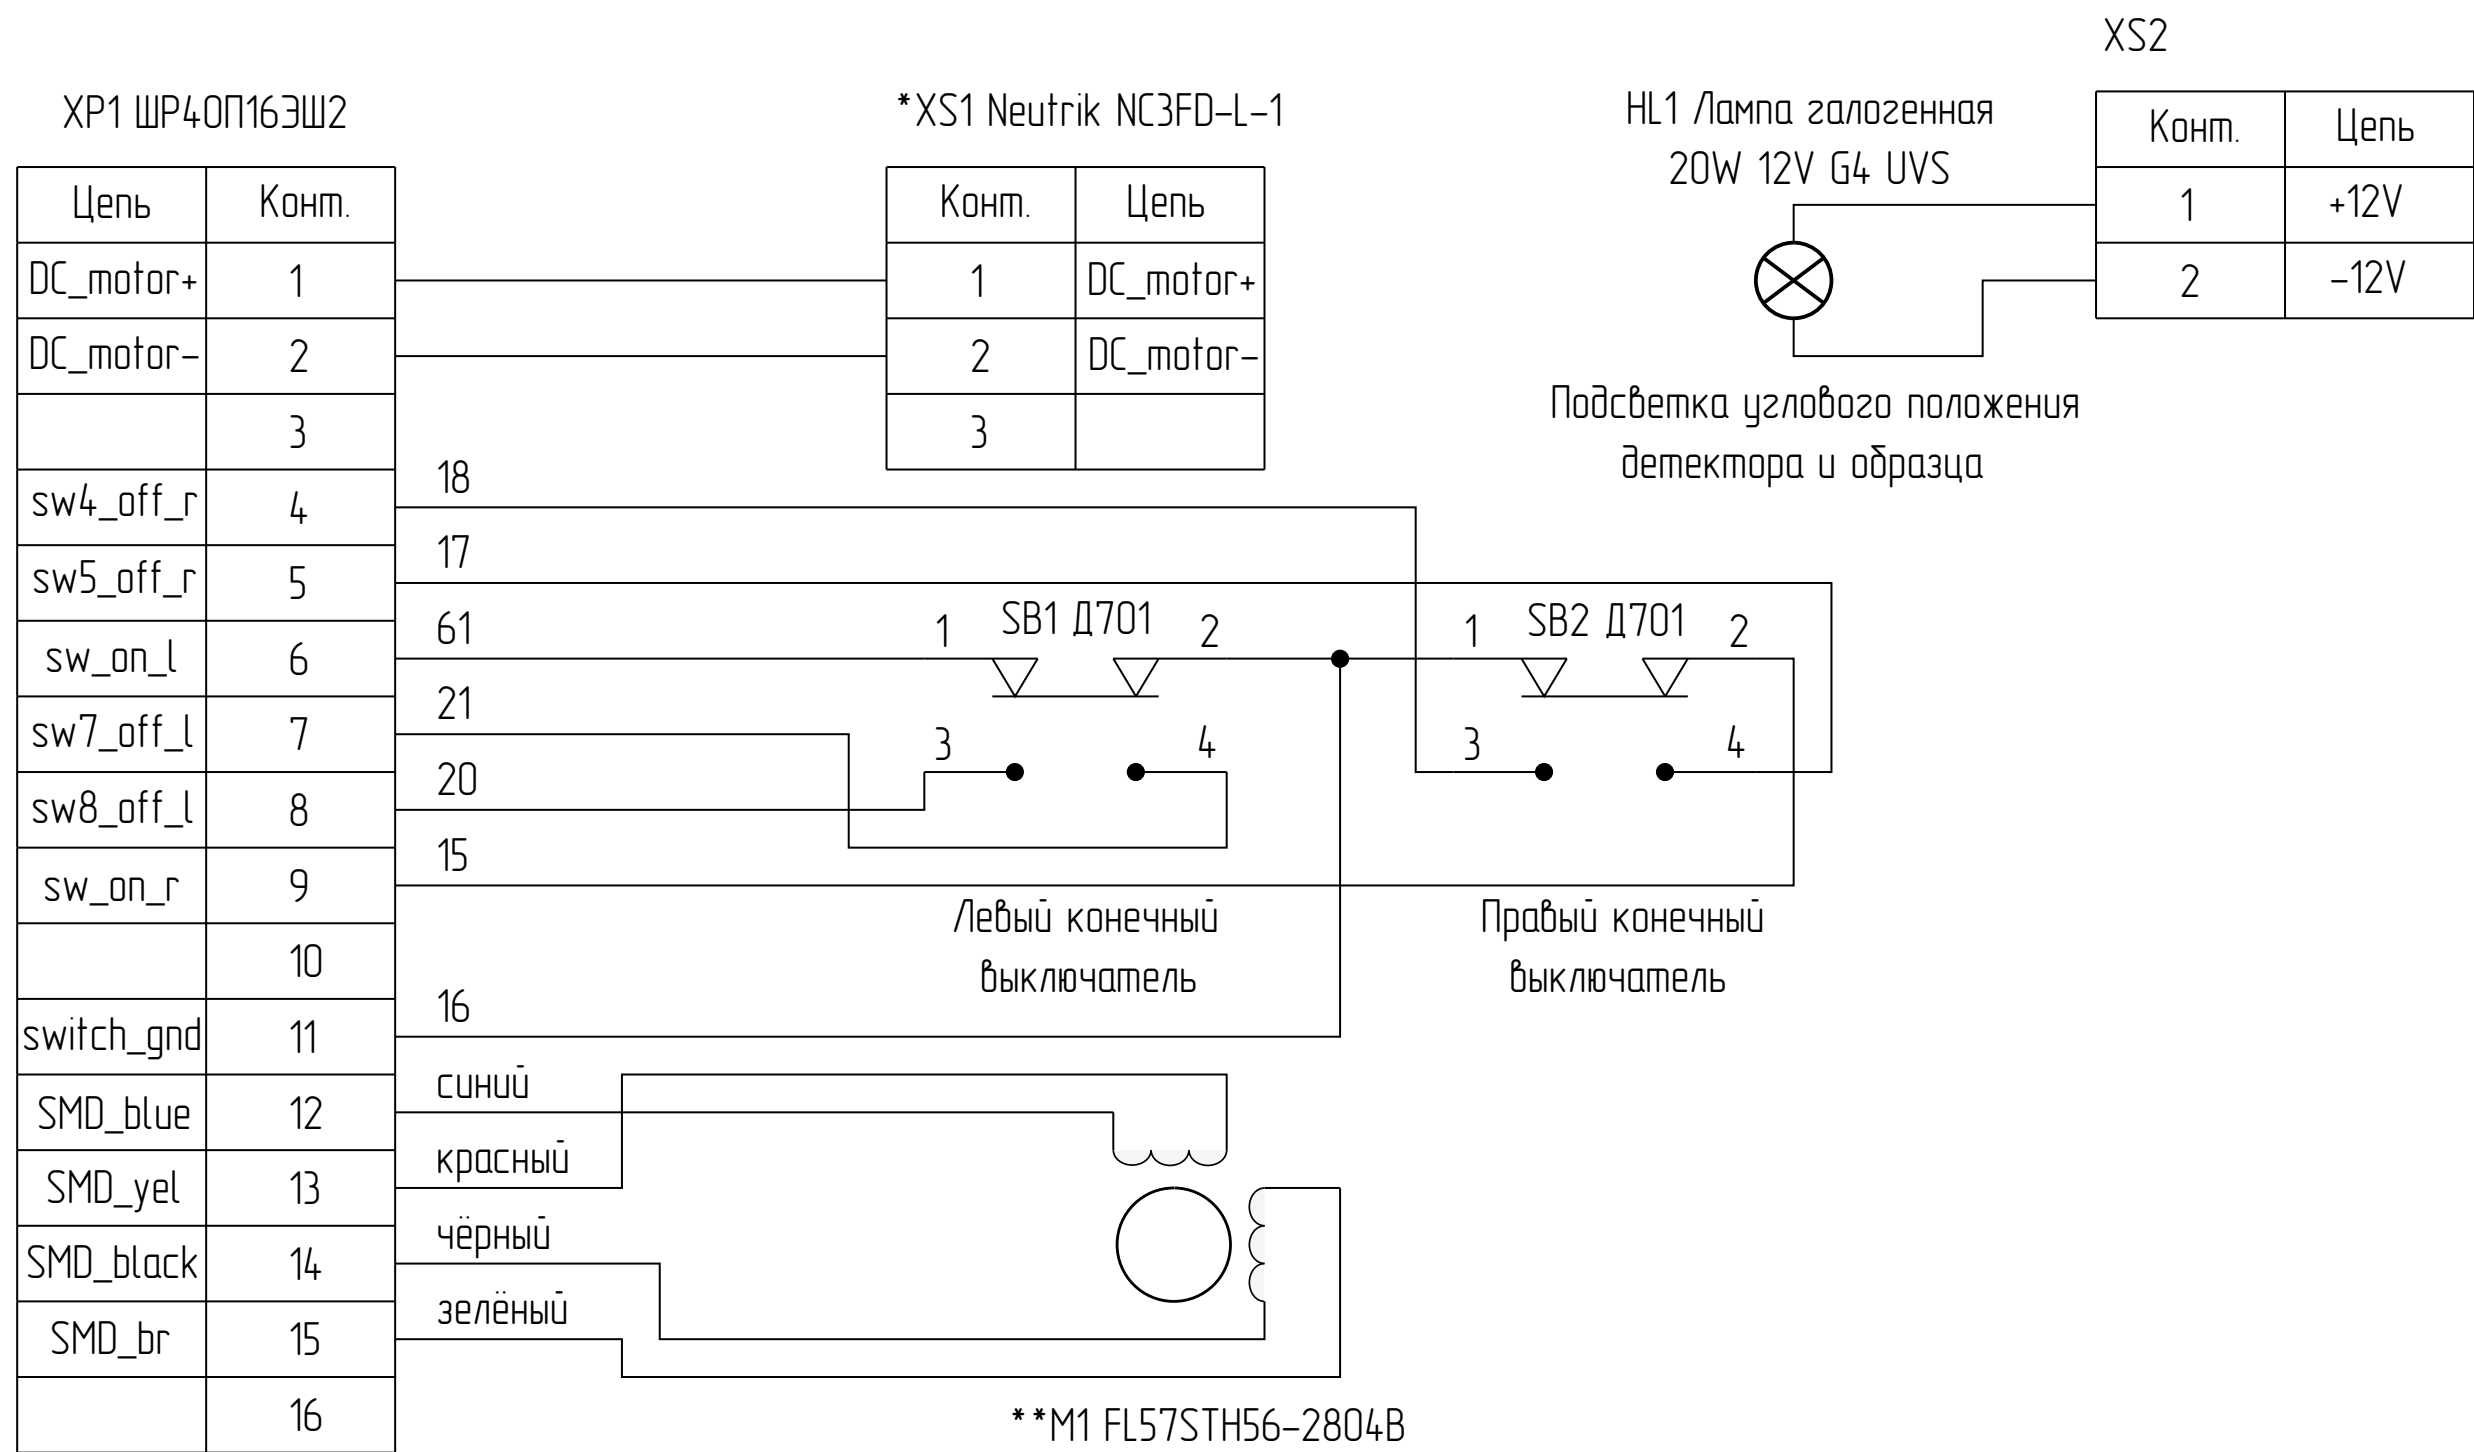 XS2
XP1 ШР40П16ЭШ2
*XS1 Neutrik NC3FD-L-1
HL1 Лампа галогенная
20W 12V G4 UVS
Конт. Цепь
1 +12V
2 -12V
Подсветка углового положения
детектора и образца
Цепь Конт.
DC_motor+ 1
DC_motor- 2
3
sw4_off_r 4
sw5_off_r 5
sw_on_l 6
sw7_off_l 7
sw8_off_l 8
sw_on_r 9
10
switch_gnd 11
SMD_blue 12
SMD_yel 13
SMD_black 14
SMD_br 15
16
Конт. Цепь
1 DC_motor+
2 DC_motor-
3
18
17
61
21
20
15
16
синий
красный
чёрный
зелёный
1 SB1 Д701 2
3 4
Левый конечный
выключатель
1 SB2 Д701 2
3 4
Правый конечный
выключатель
**M1 FL57STH56-2804B